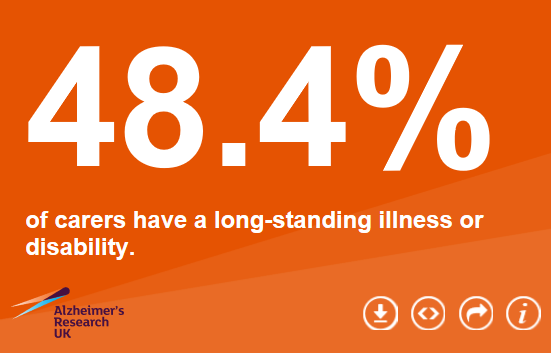 48.4%
of carers have a long-standing illness or
disability.
Alzheimer's
Research
UK